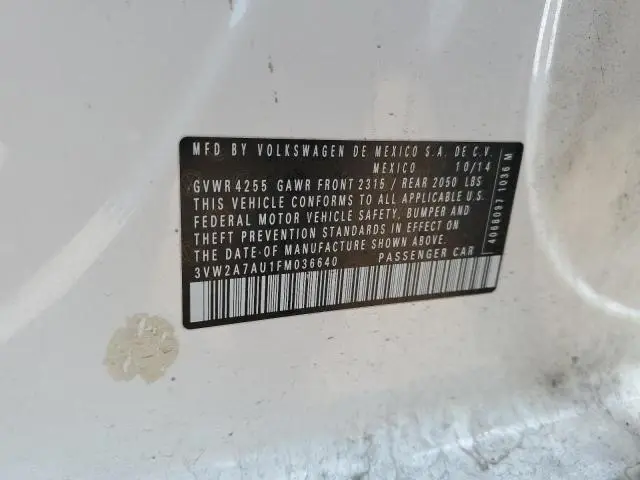 MFD BY VOLKSWAGEN DE MEXICO S.A. DE C.V.
MEXICO 10/14
GVWR 4255 GAWR FRONT 2315 / REAR 2050 LBS
THIS VEHICLE CONFORMS TO ALL APPLICABLE U.S.
FEDERAL MOTOR VEHICLE SAFETY, BUMPER AND
THEFT PREVENTION STANDARDS IN EFFECT ON
THE DATE OF MANUFACTURE SHOWN ABOVE.
3VW2A7AU1FM036640 PASSENGER CAR
4068097 1036 M